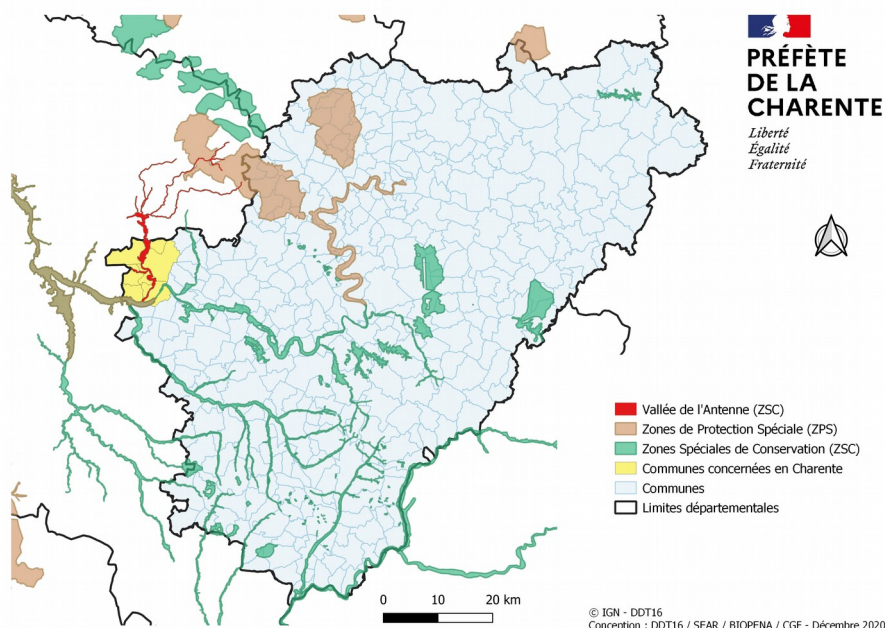 PRÉFÈTE
DE LA
CHARENTE
Liberté
Égalité
Fraternité
Vallée de l'Antenne (ZSC)
Zones de Protection Spéciale (ZPS)
Zones Spéciales de Conservation (ZSC)
Communes concernées en Charente
Communes
Limites départementales
0 10 20 km
© IGN - DDT16
Conception : DDT16 / SEAR / BIOPENA / CGF - Décembre 2020